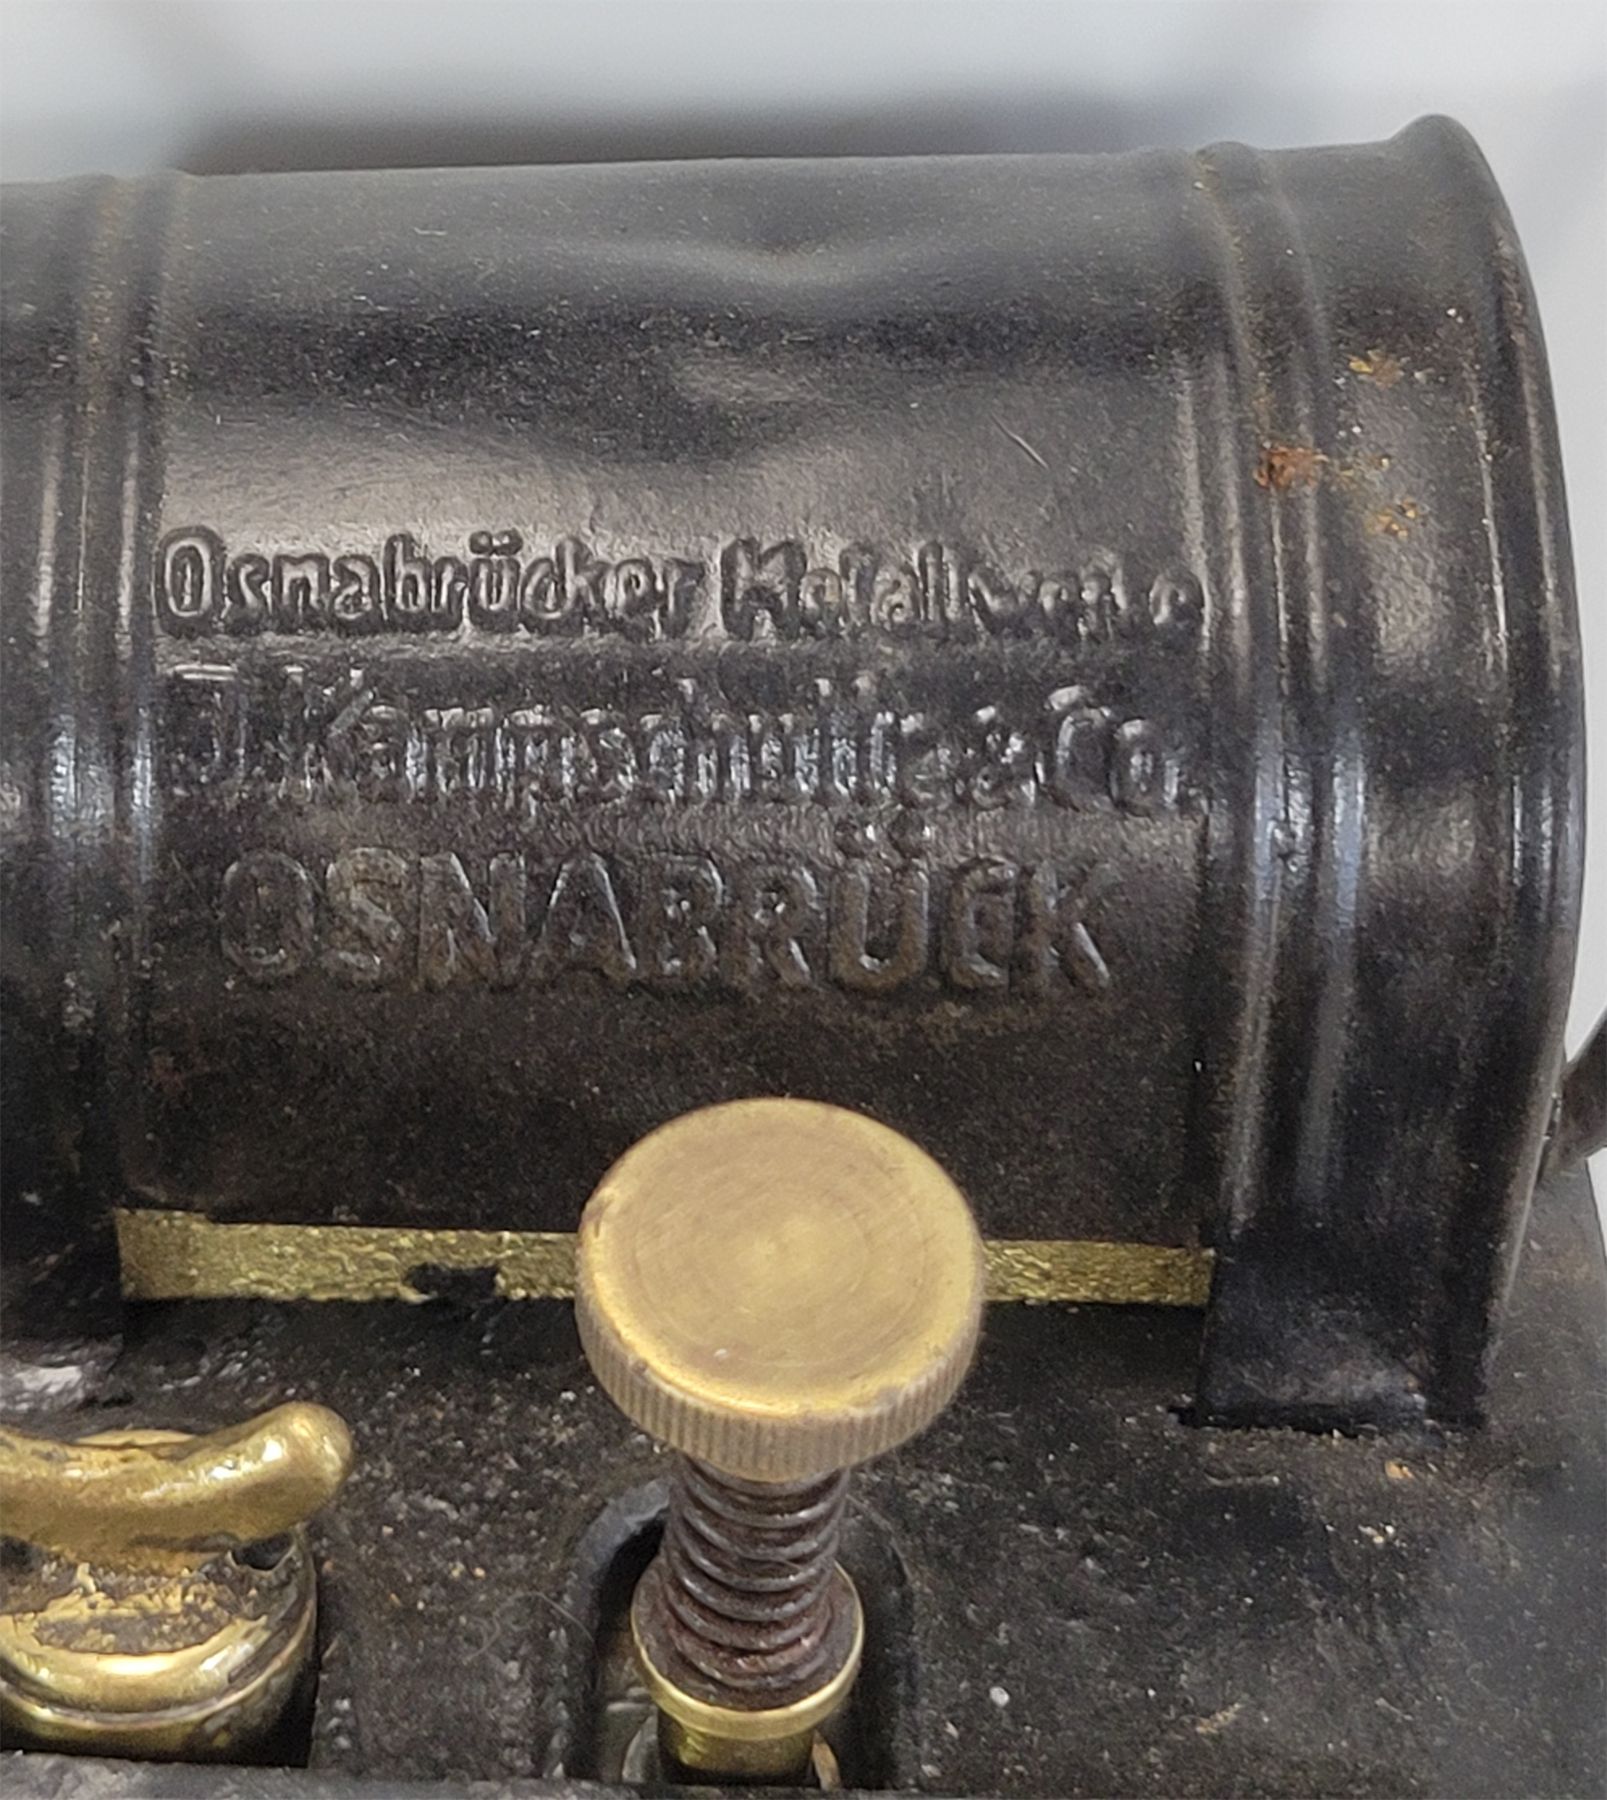 Osnabrücker Metallwerke
J. Kampschulte & Co.
OSNABRÜCK